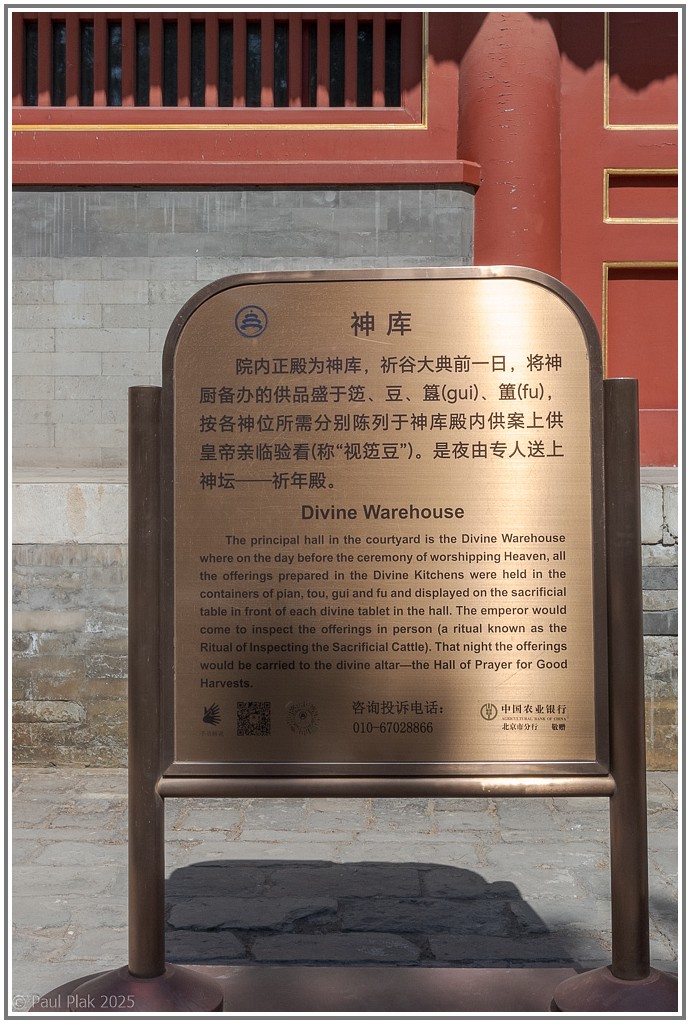 神库
院内正殿为神库，祈谷大典前一日，将神
厨备办的供品盛于笾、豆、簋(gui)、簠(fu)，
按各神位所需分别陈列于神库殿内供案上供
皇帝亲临验看(称“视笾豆”)。是夜由专人送上
神坛——祈年殿。
Divine Warehouse
The principal hall in the courtyard is the Divine Warehouse
where on the day before the ceremony of worshipping Heaven, all
the offerings prepared in the Divine Kitchens were held in the
containers of pian, tou, gui and fu and displayed on the sacrificial
table in front of each divine tablet in the hall. The emperor would
come to inspect the offerings in person (a ritual known as the
Ritual of Inspecting the Sacrificial Cattle). That night the offerings
would be carried to the divine altar—the Hall of Prayer for Good
Harvests.
咨询投诉电话：
010-67028866
中国农业银行
AGRICULTURAL BANK OF CHINA
北京市分行 敬赠
© Paul Plak 2025